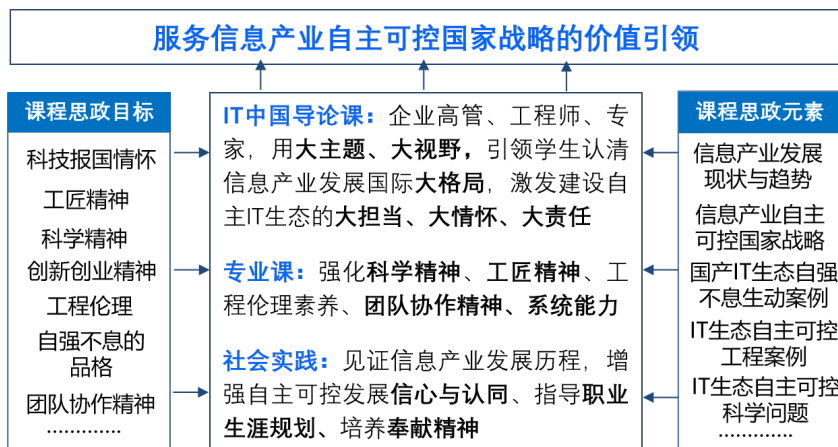 服务信息产业自主可控国家战略的价值引领
课程思政目标
科技报国情怀
工匠精神
科学精神
创新创业精神
工程伦理
自强不息的
品格
团队协作精神
.............
IT中国导论课：企业高管、工程师、专
家，用大主题、大视野，引领学生认清
信息产业发展国际大格局，激发建设自
主IT生态的大担当、大情怀、大责任
专业课：强化科学精神、工匠精神、工
程伦理素养、团队协作精神、系统能力
社会实践：见证信息产业发展历程，增
强自主可控发展信心与认同、指导职业
生涯规划、培养奉献精神
课程思政元素
信息产业发展
现状与趋势
信息产业自主
可控国家战略
国产IT生态自强
不息生动案例
IT生态自主可控
工程案例
IT生态自主可控
科学问题
.............